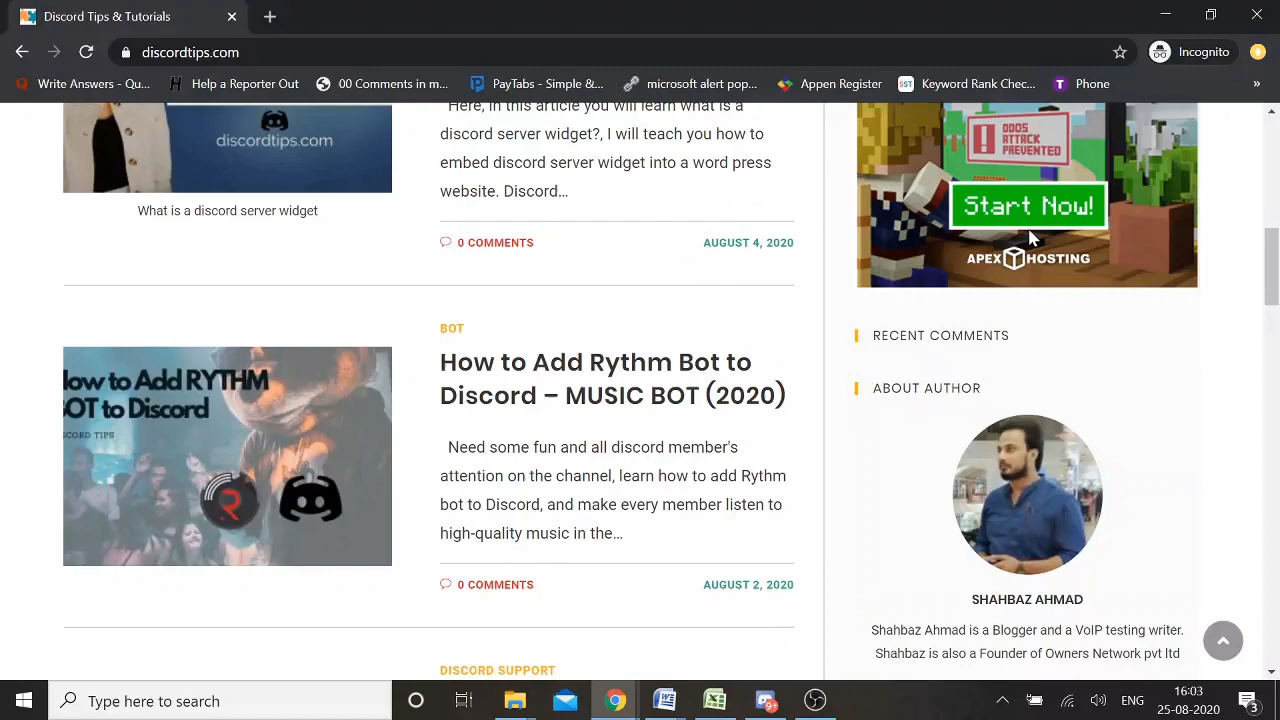 Discord Tips & Tutorials
discordtips.com
Incognito
Write Answers - Qu...
Help a Reporter Out
00 Comments in m...
PayTabs - Simple &...
microsoft alert pop...
Appen Register
SST
Keyword Rank Chec...
Phone
»
discordtips.com
What is a discord server widget
Here, in this article you will learn what is a
discord server widget?, I will teach you how to
embed discord server widget into a word press
website. Discord...
0 COMMENTS
AUGUST 4, 2020
BOT
How to Add Rythm Bot to
Discord – MUSIC BOT (2020)
low to Add RYTHM
BOT to Discord
SCORD TIPS
Need some fun and all discord member's
attention on the channel, learn how to add Rythm
bot to Discord, and make every member listen to
high-quality music in the...
0 COMMENTS
AUGUST 2, 2020
DISCORD SUPPORT
DDOS
ATTACK
PREVENTED
Start Now!
APEX HOSTING
RECENT COMMENTS
ABOUT AUTHOR
SHAHBAZ AHMAD
Shahbaz Ahmad is a Blogger and a VoIP testing writer.
Shahbaz is also a Founder of Owners Network pvt ltd
Type here to search
9+
ENG
16:03
25-08-2020
3